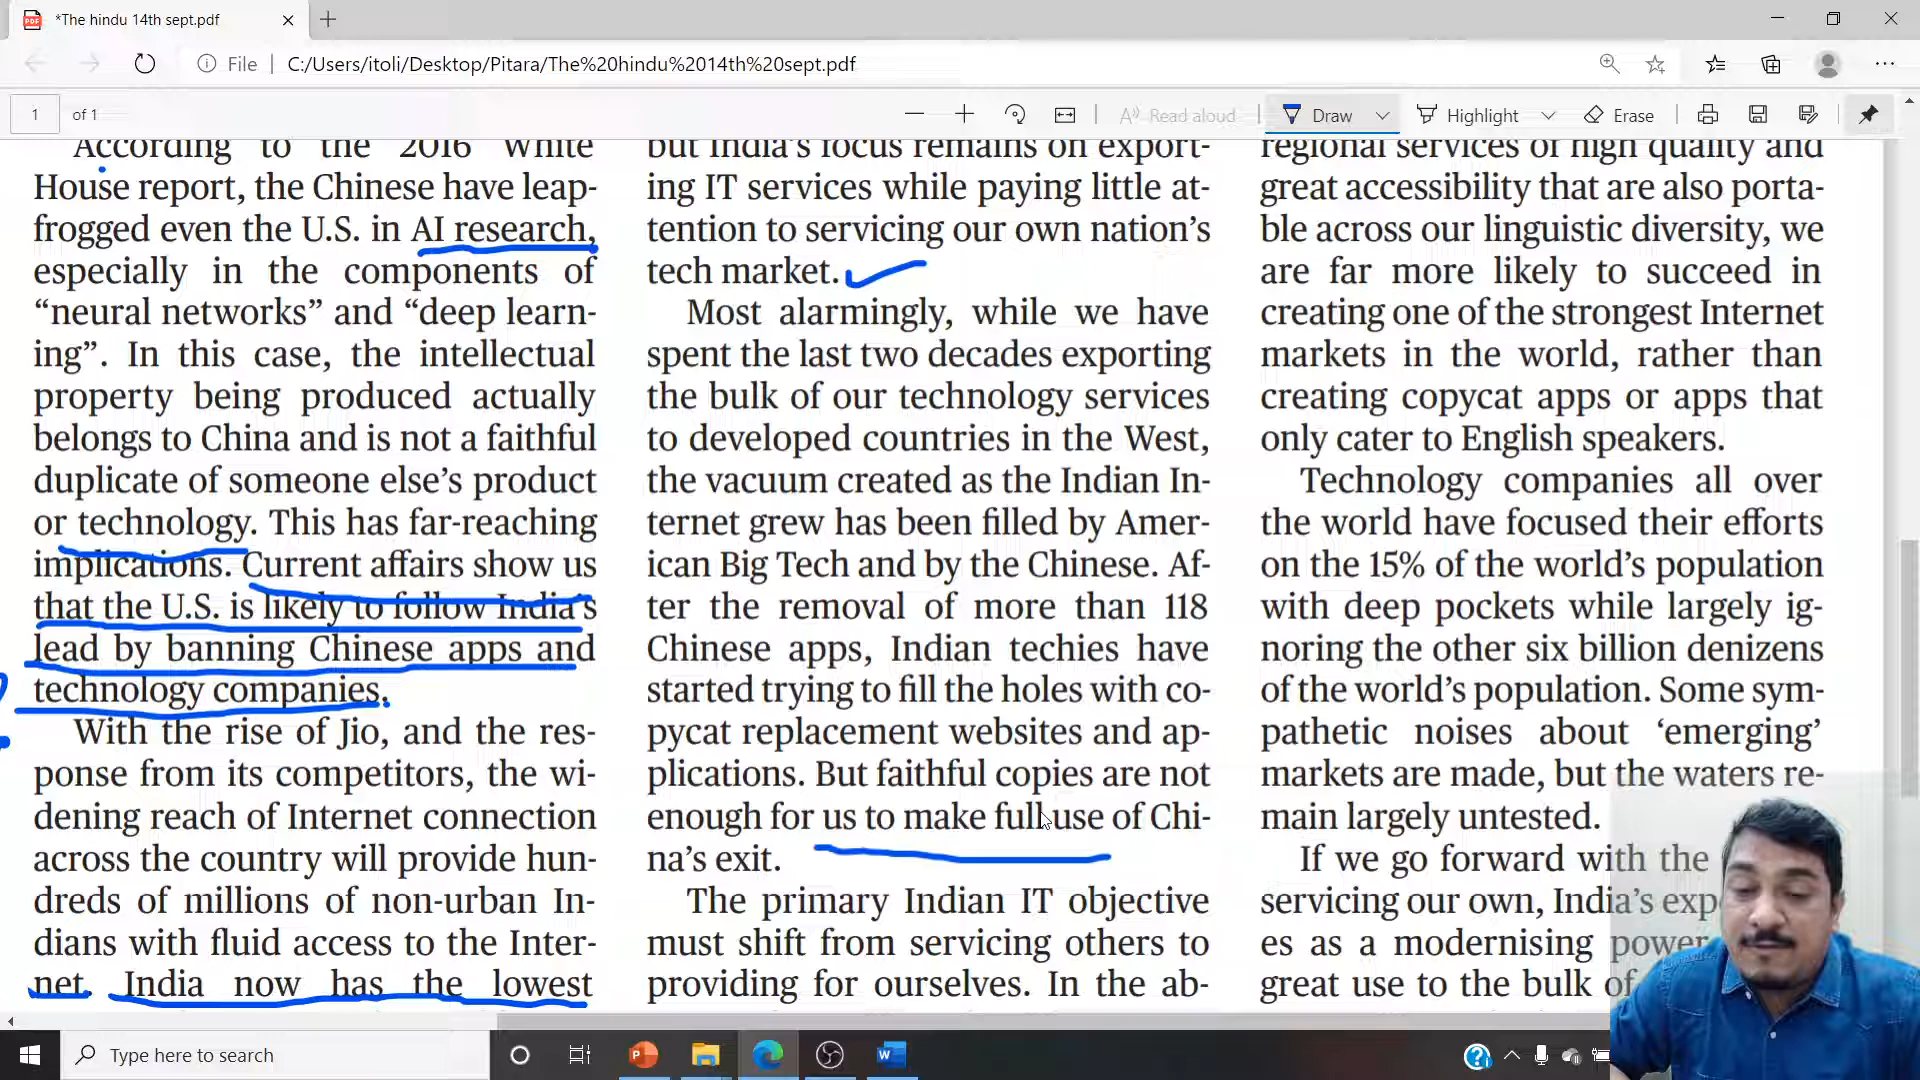 *The hindu 14th sept.pdf
File
C:/Users/itoli/Desktop/Pitara/The%20hindu%2014th%20sept.pdf
1 of 1
Read aloud
Draw
Highlight
Erase
According to the 2016 White
House report, the Chinese have leap-
frogged even the U.S. in AI research,
especially in the components of
“neural networks” and “deep learn-
ing”. In this case, the intellectual
property being produced actually
belongs to China and is not a faithful
duplicate of someone else’s product
or technology. This has far-reaching
implications. Current affairs show us
that the U.S. is likely to follow India’s
lead by banning Chinese apps and
technology companies.
With the rise of Jio, and the res-
ponse from its competitors, the wi-
dening reach of Internet connection
across the country will provide hun-
dreds of millions of non-urban In-
dians with fluid access to the Inter-
net. India now has the lowest
but India’s focus remains on export-
ing IT services while paying little at-
tention to servicing our own nation’s
tech market.
Most alarmingly, while we have
spent the last two decades exporting
the bulk of our technology services
to developed countries in the West,
the vacuum created as the Indian In-
ternet grew has been filled by Amer-
ican Big Tech and by the Chinese. Af-
ter the removal of more than 118
Chinese apps, Indian techies have
started trying to fill the holes with co-
pycat replacement websites and ap-
plications. But faithful copies are not
enough for us to make full use of Chi-
na’s exit.
The primary Indian IT objective
must shift from servicing others to
providing for ourselves. In the ab-
regional services of high quality and
great accessibility that are also porta-
ble across our linguistic diversity, we
are far more likely to succeed in
creating one of the strongest Internet
markets in the world, rather than
creating copycat apps or apps that
only cater to English speakers.
Technology companies all over
the world have focused their efforts
on the 15% of the world’s population
with deep pockets while largely ig-
noring the other six billion denizens
of the world’s population. Some sym-
pathetic noises about ‘emerging’
markets are made, but the waters re-
main largely untested.
If we go forward with the
servicing our own, India’s exp
es as a modernising power
great use to the bulk of
Type here to search